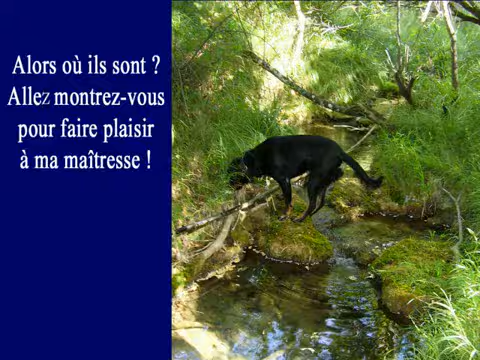 Alors où ils sont ?
Allez montrez-vous
pour faire plaisir
à ma maîtresse !